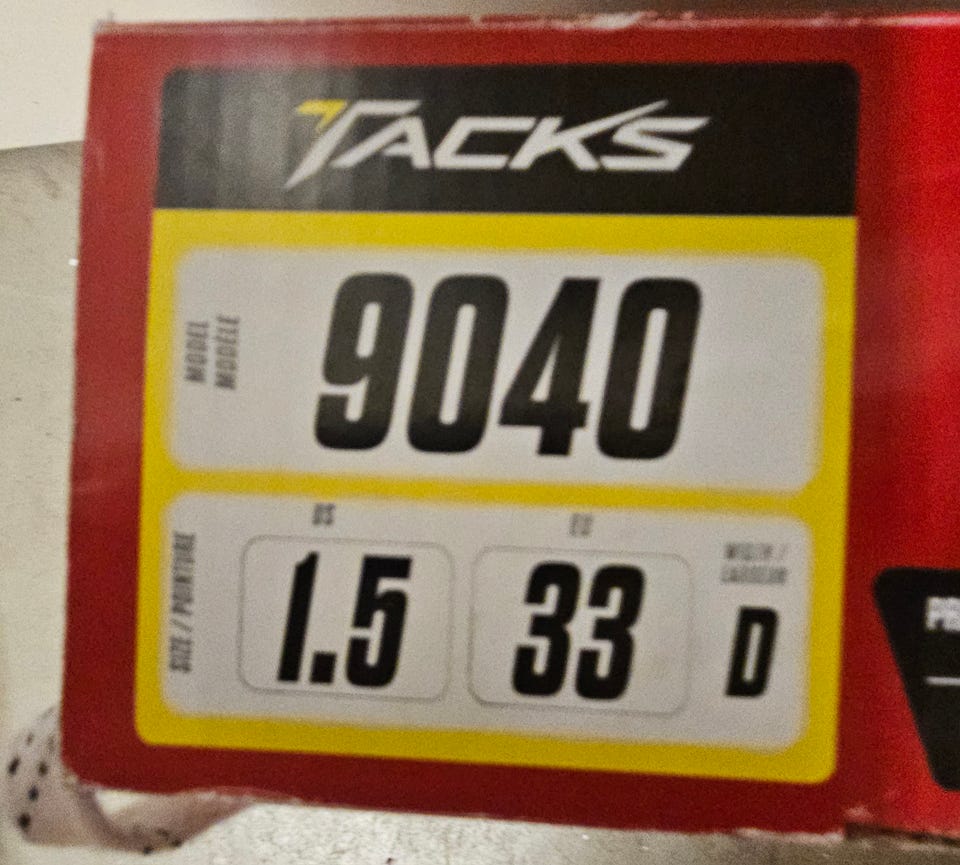 TACKS
MODEL
MODÈLE
9040
SIZE / POINTURE
US
EU
WIDTH /
LARGEUR
1.5
33
D